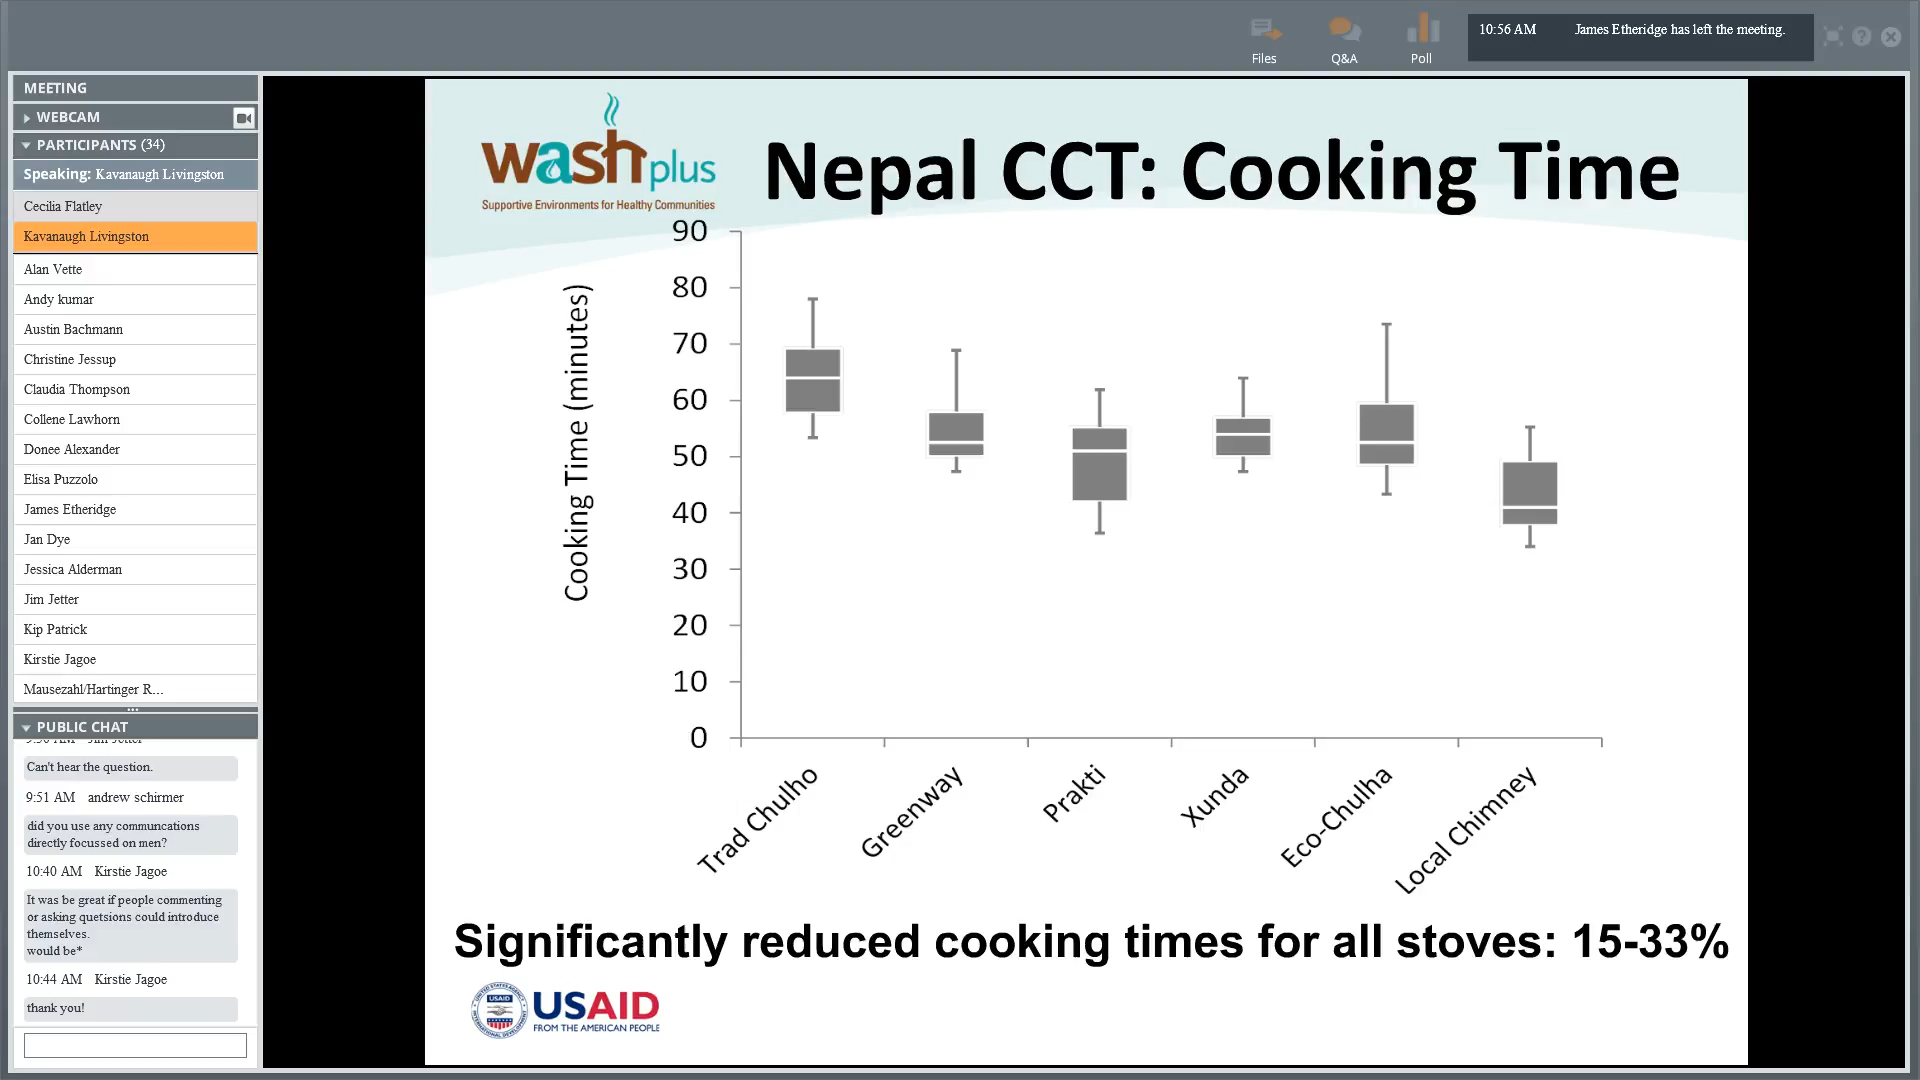 Files
Q&A
Poll
10:56 AM James Etheridge has left the meeting.
MEETING
WEBCAM
PARTICIPANTS (34)
Speaking: Kavanaugh Livingston
Cecilia Flatley
Kavanaugh Livingston
Alan Vette
Andy kumar
Austin Bachmann
Christine Jessup
Claudia Thompson
Collene Lawhorn
Donee Alexander
Elisa Puzzolo
James Etheridge
Jan Dye
Jessica Alderman
Jim Jetter
Kip Patrick
Kirstie Jagoe
Mausezahl/Hartinger R...
PUBLIC CHAT
Can't hear the question.
9:51 AM andrew schirmer
did you use any communcations
directly focussed on men?
10:40 AM Kirstie Jagoe
It was be great if people commenting
or asking quetsions could introduce
themselves.
would be*
10:44 AM Kirstie Jagoe
thank you!
wash plus
Supportive Environments for Healthy Communities
Nepal CCT: Cooking Time
Cooking Time (minutes)
90
80
70
60
50
40
30
20
10
0
Trad Chulho
Greenway
Prakti
Xunda
Eco-Chulha
Local Chimney
Significantly reduced cooking times for all stoves: 15-33%
USAID
USAID
FROM THE AMERICAN PEOPLE